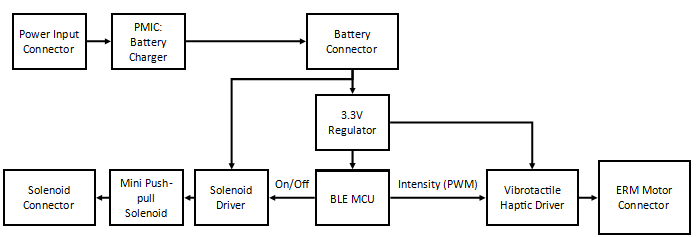 Power Input
Connector
PMIC:
Battery
Charger
Battery
Connector
3.3V
Regulator
Solenoid
Connector
Mini Push-
pull
Solenoid
Solenoid
Driver
On/Off
BLE MCU
Intensity (PWM)
Vibrotactile
Haptic Driver
ERM Motor
Connector